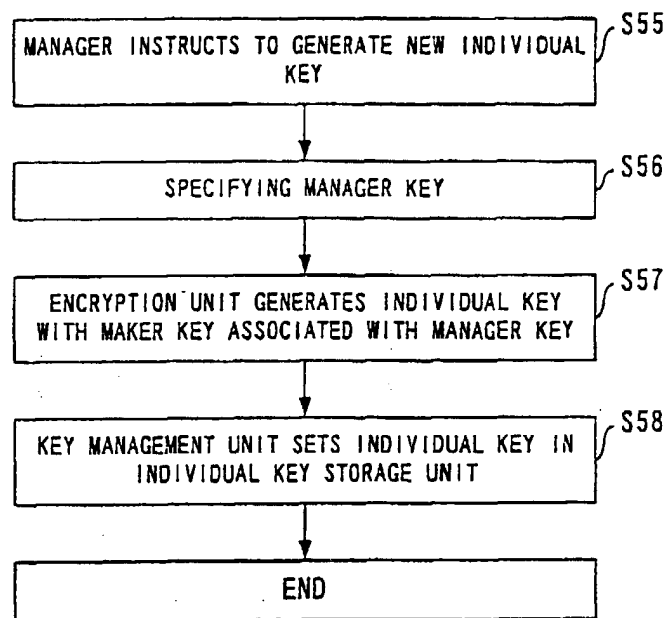 S55
MANAGER INSTRUCTS TO GENERATE NEW INDIVIDUAL
KEY
S56
SPECIFYING MANAGER KEY
S57
ENCRYPTION UNIT GENERATES INDIVIDUAL KEY
WITH MAKER KEY ASSOCIATED WITH MANAGER KEY
S58
KEY MANAGEMENT UNIT SETS INDIVIDUAL KEY IN
INDIVIDUAL KEY STORAGE UNIT
END